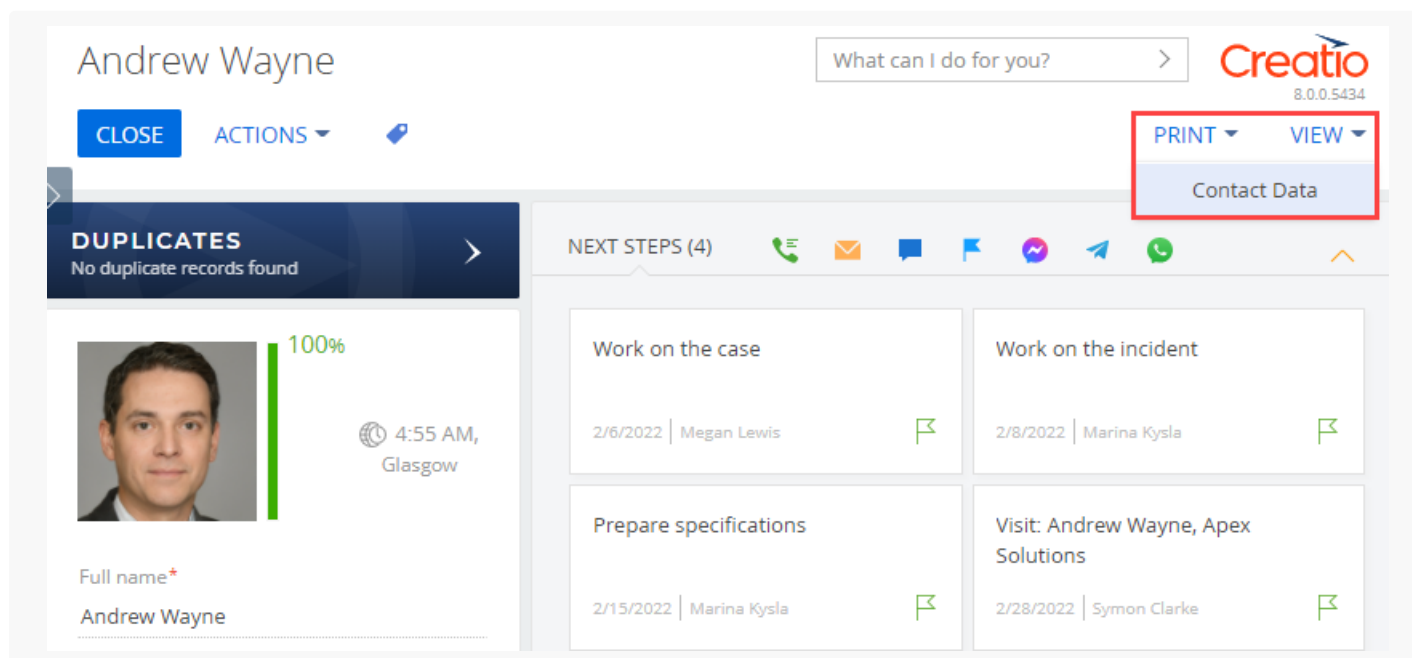 Andrew Wayne
What can I do for you?
Creatio
8.0.0.5434
CLOSE ACTIONS
PRINT VIEW
Contact Data
DUPLICATES
No duplicate records found
NEXT STEPS (4)
100%
4:55 AM,
Glasgow
Full name*
Andrew Wayne
Work on the case
2/6/2022 | Megan Lewis
Work on the incident
2/8/2022 | Marina Kysla
Prepare specifications
2/15/2022 | Marina Kysla
Visit: Andrew Wayne, Apex
Solutions
2/28/2022 | Symon Clarke